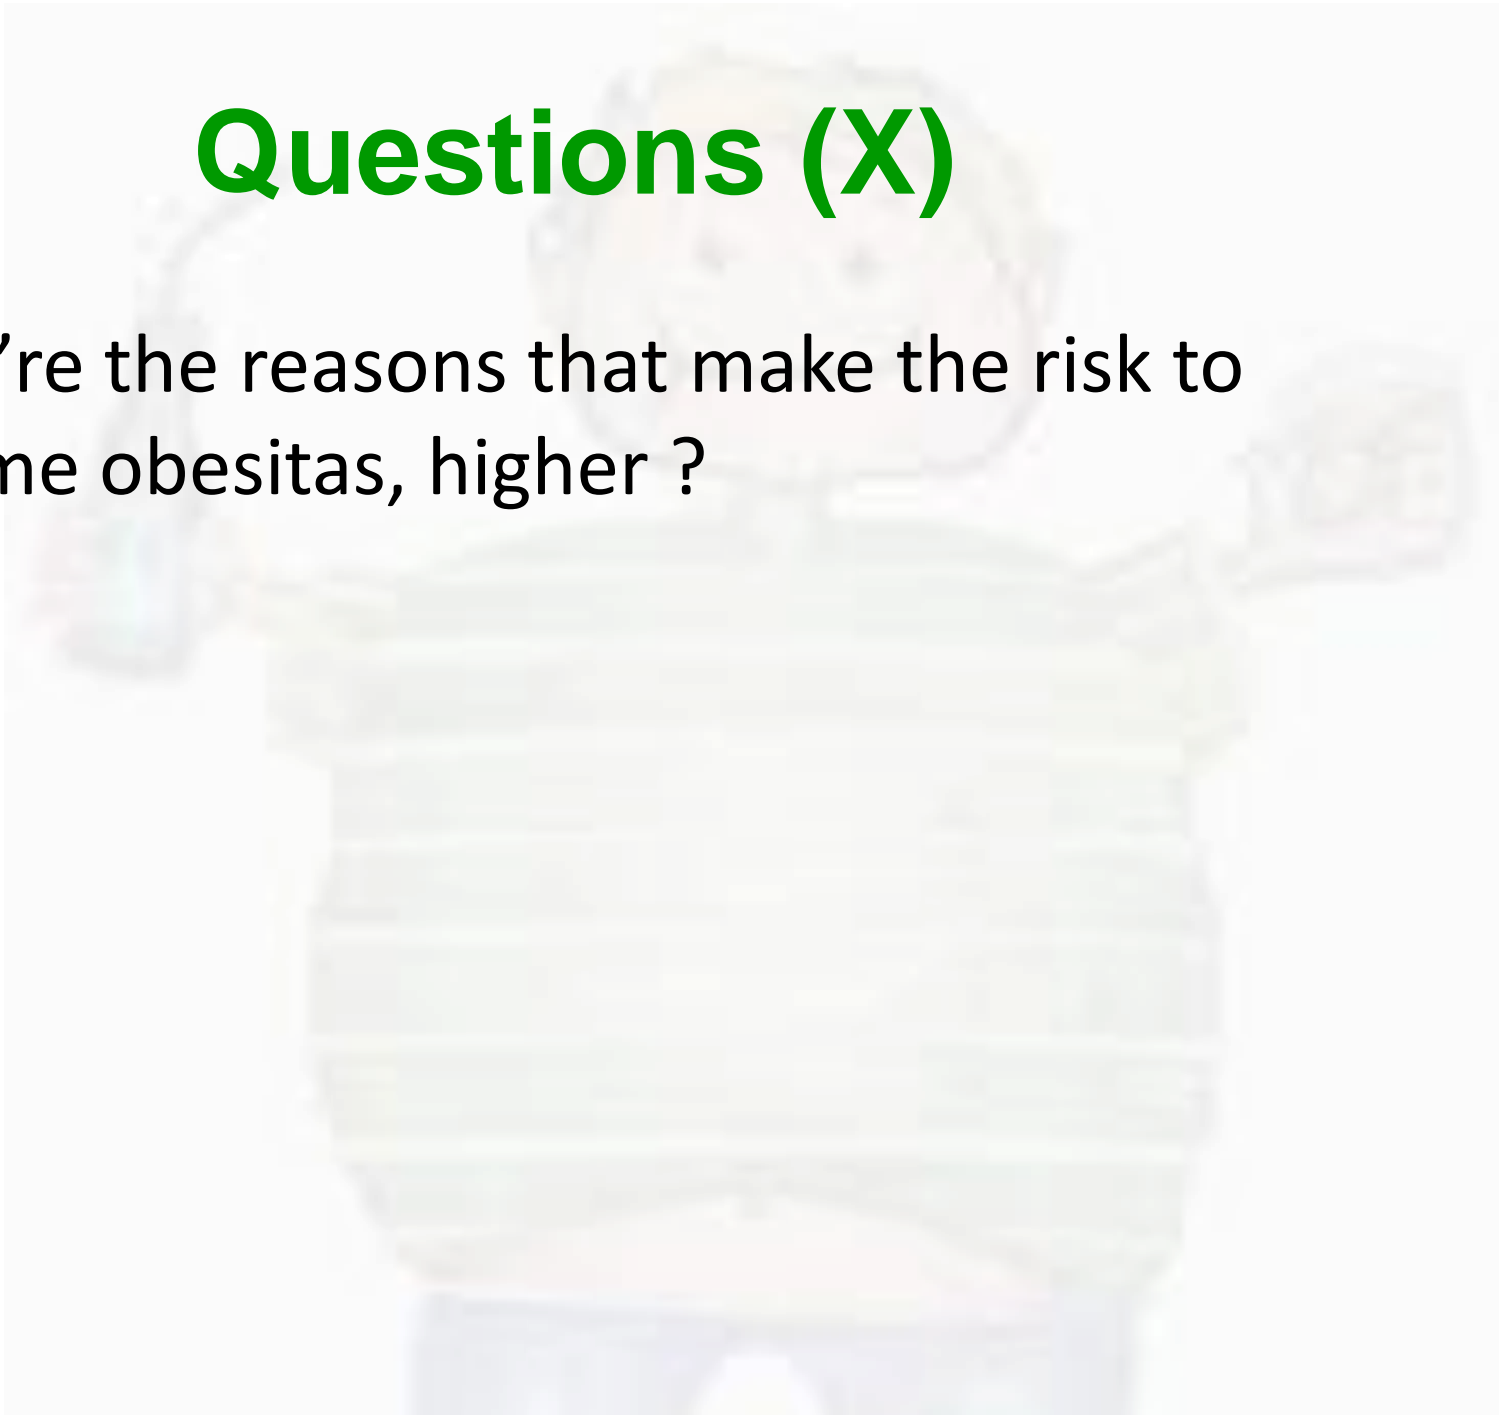 Questions (X)
’re the reasons that make the risk to
me obesitas, higher ?